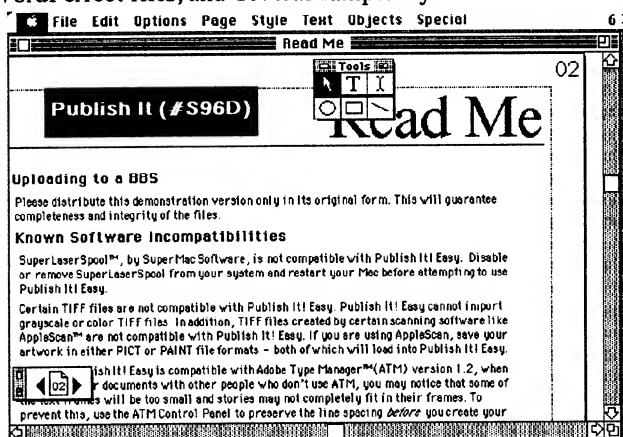 File Edit Options Page Style Text Objects Special 6
Read Me
Tools
T
02
Publish It (#S96D)
Read Me
Uploading to a BBS
Please distribute this demonstration version only in its original form. This will guarantee
completeness and integrity of the files.
Known Software Incompatibilities
SuperLaserSpool™, by SuperMac Software, is not compatible with Publish It! Easy. Disable
or remove SuperLaserSpool from your system and restart your Mac before attempting to use
Publish It! Easy.
Certain TIFF files are not compatible with Publish It! Easy. Publish It! Easy cannot import
grayscale or color TIFF files. In addition, TIFF files created by certain scanning software like
AppleScan™ are not compatible with Publish It! Easy. If you are using AppleScan, save your
artwork in either PICT or PAINT file formats - both of which will load into Publish It! Easy.
ish It! Easy is compatible with Adobe Type Manager™(ATM) version 1.2, when
02 r documents with other people who don't use ATM, you may notice that some of
the text frames will be too small and stories may not completely fit in their frames. To
prevent this, use the ATM Control Panel to preserve the line spacing before you create your